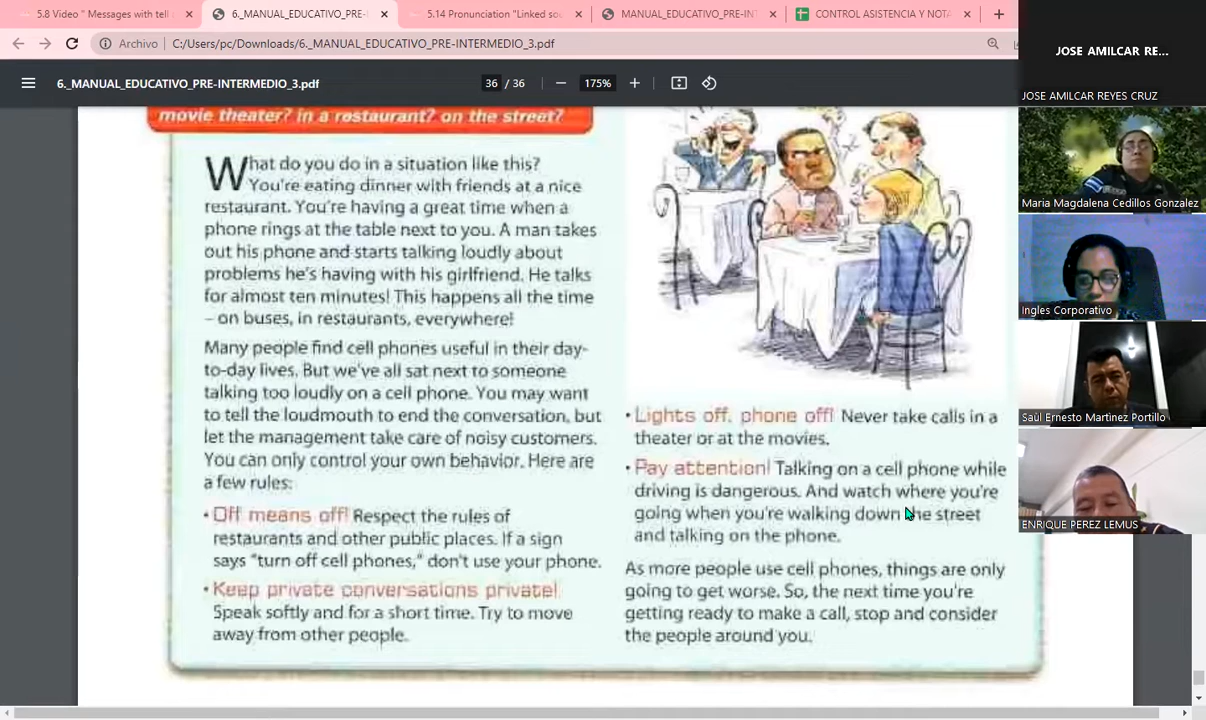 5.8 Video " Messages with tell
6._MANUAL_EDUCATIVO_PRE-
5.14 Pronunciation "Linked sou
MANUAL_EDUCATIVO_PRE-INT
CONTROL ASISTENCIA Y NOTA
Archivo
C:/Users/pc/Downloads/6._MANUAL_EDUCATIVO_PRE-INTERMEDIO_3.pdf
6._MANUAL_EDUCATIVO_PRE-INTERMEDIO_3.pdf
36 / 36
175%
movie theater? in a restaurant? on the street?
What do you do in a situation like this?
You're eating dinner with friends at a nice
restaurant. You're having a great time when a
phone rings at the table next to you. A man takes
out his phone and starts talking loudly about
problems he's having with his girlfriend. He talks
for almost ten minutes! This happens all the time
– on buses, in restaurants, everywhere!
Many people find cell phones useful in their day-
to-day lives. But we've all sat next to someone
talking too loudly on a cell phone. You may want
to tell the loudmouth to end the conversation, but
let the management take care of noisy customers.
You can only control your own behavior. Here are
a few rules:
• Off means off! Respect the rules of
restaurants and other public places. If a sign
says "turn off cell phones," don't use your phone.
• Keep private conversations private!
Speak softly and for a short time. Try to move
away from other people.
• Lights off, phone off! Never take calls in a
theater or at the movies.
• Pay attention! Talking on a cell phone while
driving is dangerous. And watch where you're
going when you're walking down the street
and talking on the phone.
As more people use cell phones, things are only
going to get worse. So, the next time you're
getting ready to make a call, stop and consider
the people around you.
JOSE AMILCAR RE...
JOSE AMILCAR REYES CRUZ
Maria Magdalena Cedillos Gonzalez
Ingles Corporativo
Saúl Ernesto Martìnez Portillo
ENRIQUE PEREZ LEMUS